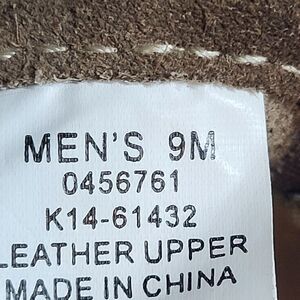 MEN'S 9M
0456761
K14-61432
LEATHER UPPER
MADE IN CHINA